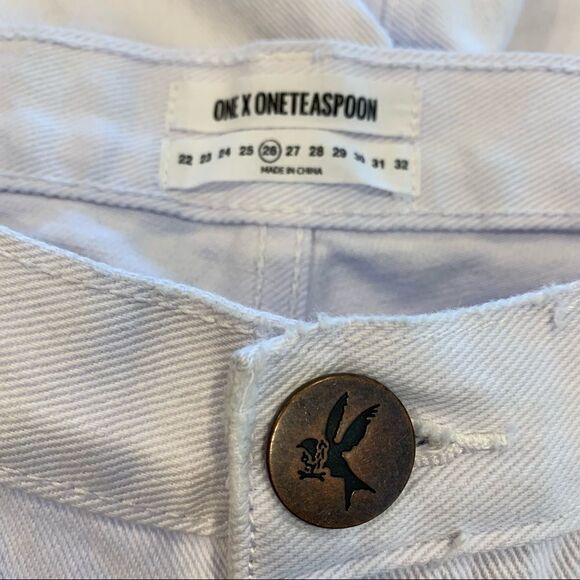 ONE X ONETEASPOON
22 23 24 25 26 27 28 29 30 31 32
MADE IN CHINA